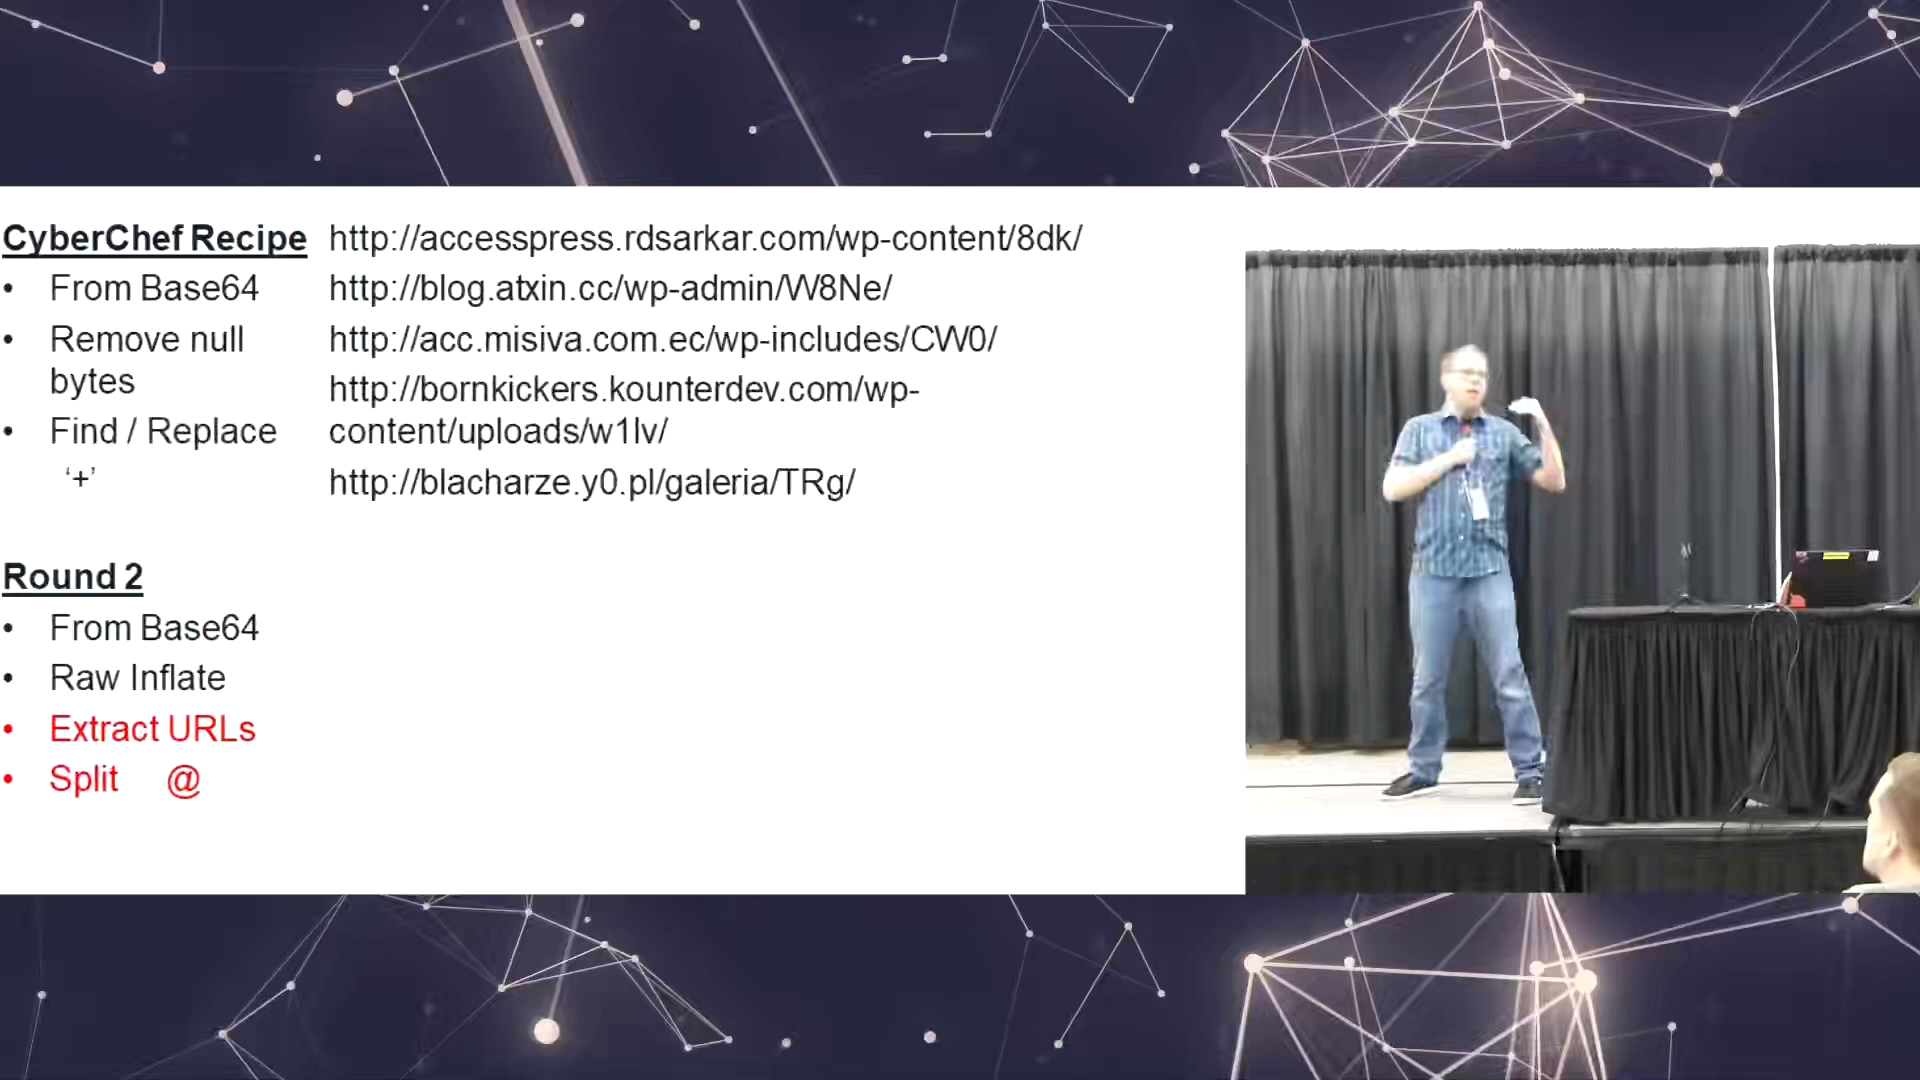 CyberChef Recipe
• From Base64
• Remove null
bytes
• Find / Replace
‘+’
Round 2
• From Base64
• Raw Inflate
• Extract URLs
• Split @
http://accesspress.rdsarkar.com/wp-content/8dk/
http://blog.atxin.cc/wp-admin/W8Ne/
http://acc.misiva.com.ec/wp-includes/CW0/
http://bornkickers.kounterdev.com/wp-
content/uploads/w1lv/
http://blacharze.y0.pl/galeria/TRg/